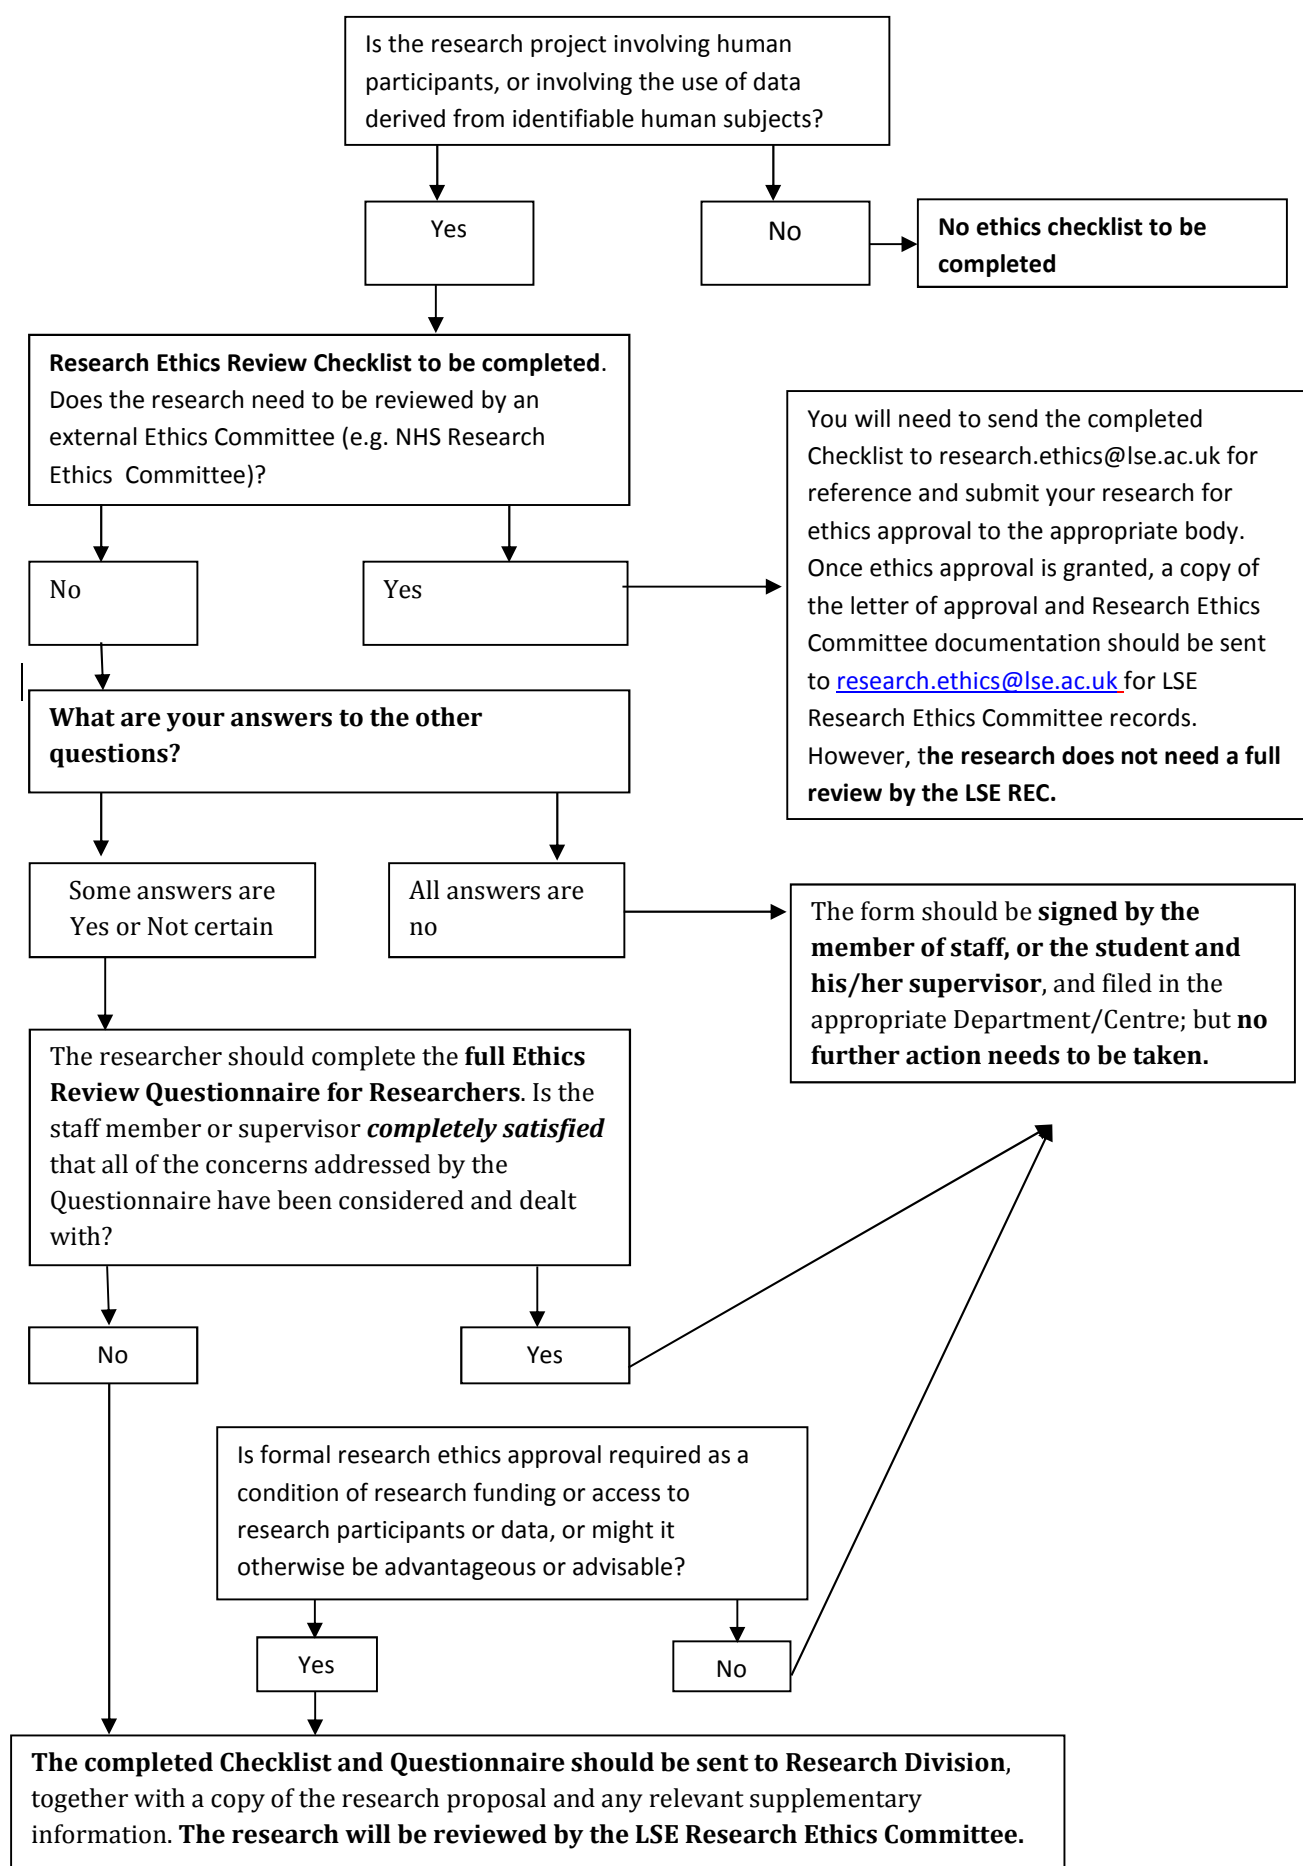 Is the research project involving human
participants, or involving the use of data
derived from identifiable human subjects?
Yes
No
No ethics checklist to be
completed
Research Ethics Review Checklist to be completed.
Does the research need to be reviewed by an
external Ethics Committee (e.g. NHS Research
Ethics  Committee)?
You will need to send the completed
Checklist to research.ethics@lse.ac.uk for
reference and submit your research for
ethics approval to the appropriate body.
Once ethics approval is granted, a copy of
the letter of approval and Research Ethics
Committee documentation should be sent
to research.ethics@lse.ac.uk for LSE
Research Ethics Committee records.
However, the research does not need a full
review by the LSE REC.
No
Yes
What are your answers to the other
questions?
Some answers are
Yes or Not certain
All answers are
no
The form should be signed by the
member of staff, or the student and
his/her supervisor, and filed in the
appropriate Department/Centre; but no
further action needs to be taken.
The researcher should complete the full Ethics
Review Questionnaire for Researchers. Is the
staff member or supervisor completely satisfied
that all of the concerns addressed by the
Questionnaire have been considered and dealt
with?
No
Yes
Is formal research ethics approval required as a
condition of research funding or access to
research participants or data, or might it
otherwise be advantageous or advisable?
Yes
No
The completed Checklist and Questionnaire should be sent to Research Division,
together with a copy of the research proposal and any relevant supplementary
information. The research will be reviewed by the LSE Research Ethics Committee.